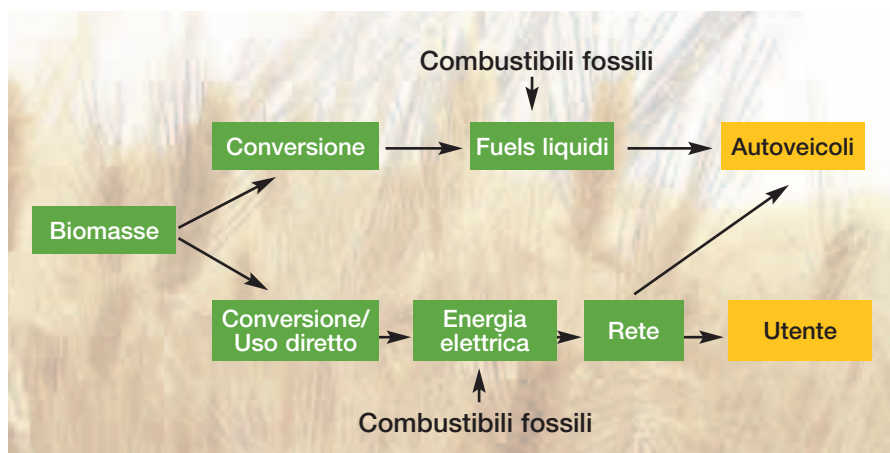 Combustibili fossili
Conversione
Fuels liquidi
Autoveicoli
Biomasse
Conversione/
Uso diretto
Energia
elettrica
Rete
Utente
Combustibili fossili